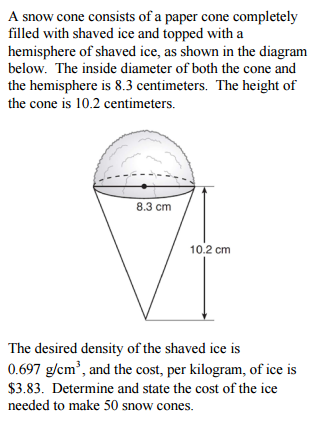 A snow cone consists of a paper cone completely
filled with shaved ice and topped with a
hemisphere of shaved ice, as shown in the diagram
below. The inside diameter of both the cone and
the hemisphere is 8.3 centimeters. The height of
the cone is 10.2 centimeters.
8.3 cm
10.2 cm
The desired density of the shaved ice is
0.697 g/cm³, and the cost, per kilogram, of ice is
$3.83. Determine and state the cost of the ice
needed to make 50 snow cones.